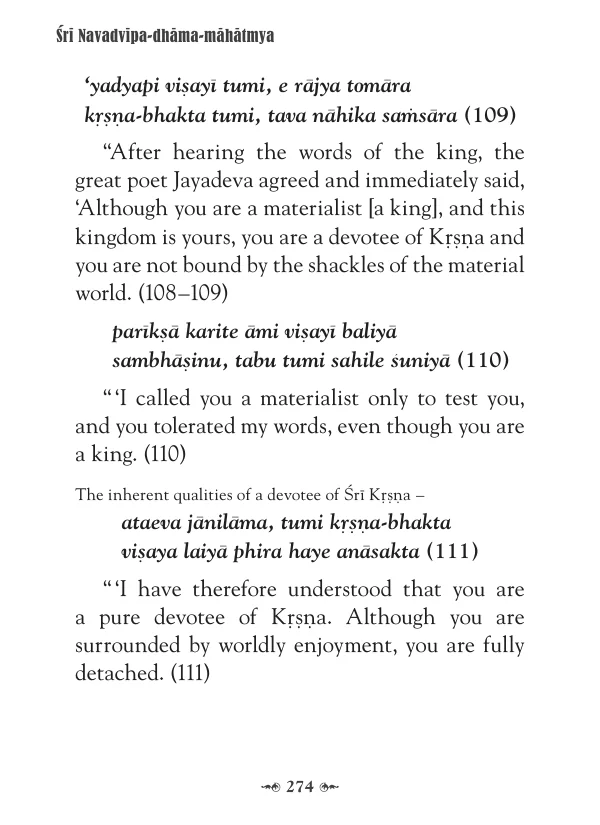 Śrī Navadvīpa-dhāma-māhātmya
‘yadyapi viṣayī tumi, e rājya tomāra
kṛṣṇa-bhakta tumi, tava nāhika saṁsāra (109)
“After hearing the words of the king, the
great poet Jayadeva agreed and immediately said,
‘Although you are a materialist [a king], and this
kingdom is yours, you are a devotee of Kṛṣṇa and
you are not bound by the shackles of the material
world. (108–109)
parīkṣā karite āmi viṣayī baliyā
sambhāṣinu, tabu tumi sahile śuniyā (110)
“ ‘I called you a materialist only to test you,
and you tolerated my words, even though you are
a king. (110)
The inherent qualities of a devotee of Śrī Kṛṣṇa –
ataeva jānilāma, tumi kṛṣṇa-bhakta
viṣaya laiyā phira haye anāsakta (111)
“ ‘I have therefore understood that you are
a pure devotee of Kṛṣṇa. Although you are
surrounded by worldly enjoyment, you are fully
detached. (111)
274